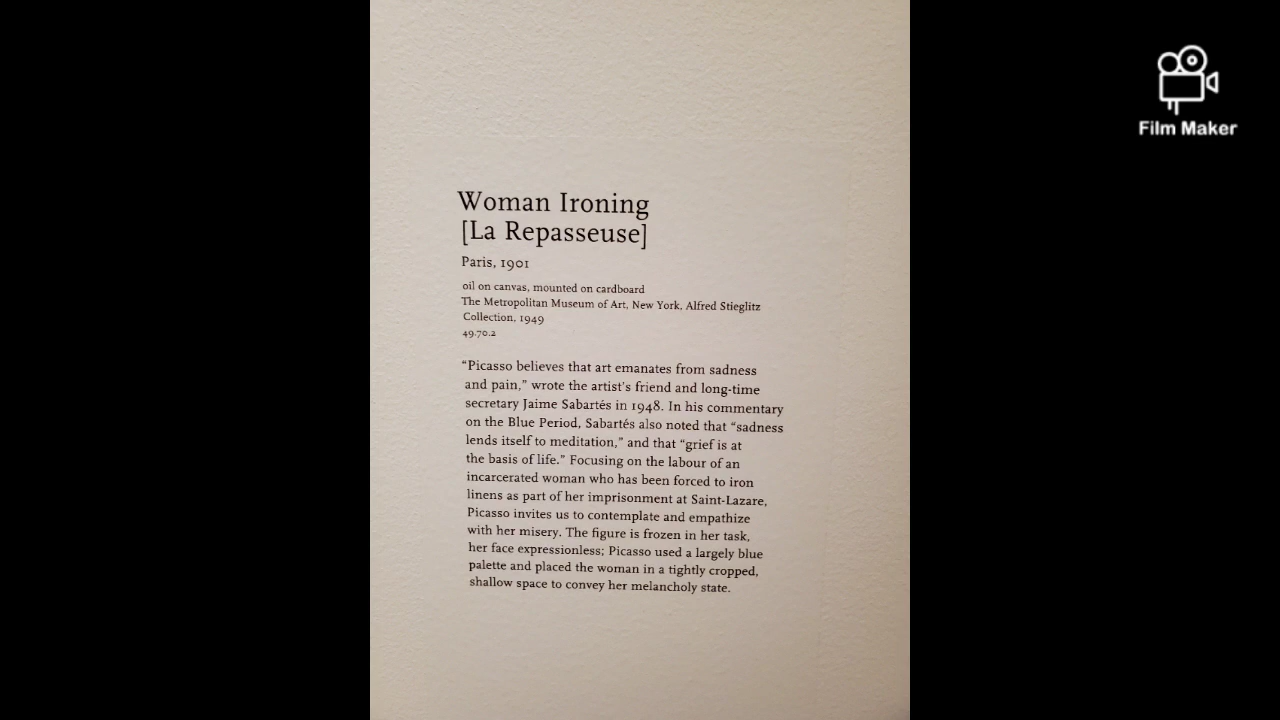 Woman Ironing
[La Repasseuse]
Paris, 1901
oil on canvas, mounted on cardboard
The Metropolitan Museum of Art, New York, Alfred Stieglitz
Collection, 1949
49.70.2
“Picasso believes that art emanates from sadness
and pain,” wrote the artist's friend and long-time
secretary Jaime Sabartés in 1948. In his commentary
on the Blue Period, Sabartés also noted that “sadness
lends itself to meditation,” and that “grief is at
the basis of life.” Focusing on the labour of an
incarcerated woman who has been forced to iron
linens as part of her imprisonment at Saint-Lazare,
Picasso invites us to contemplate and empathize
with her misery. The figure is frozen in her task,
her face expressionless; Picasso used a largely blue
palette and placed the woman in a tightly cropped,
shallow space to convey her melancholy state.
Film Maker